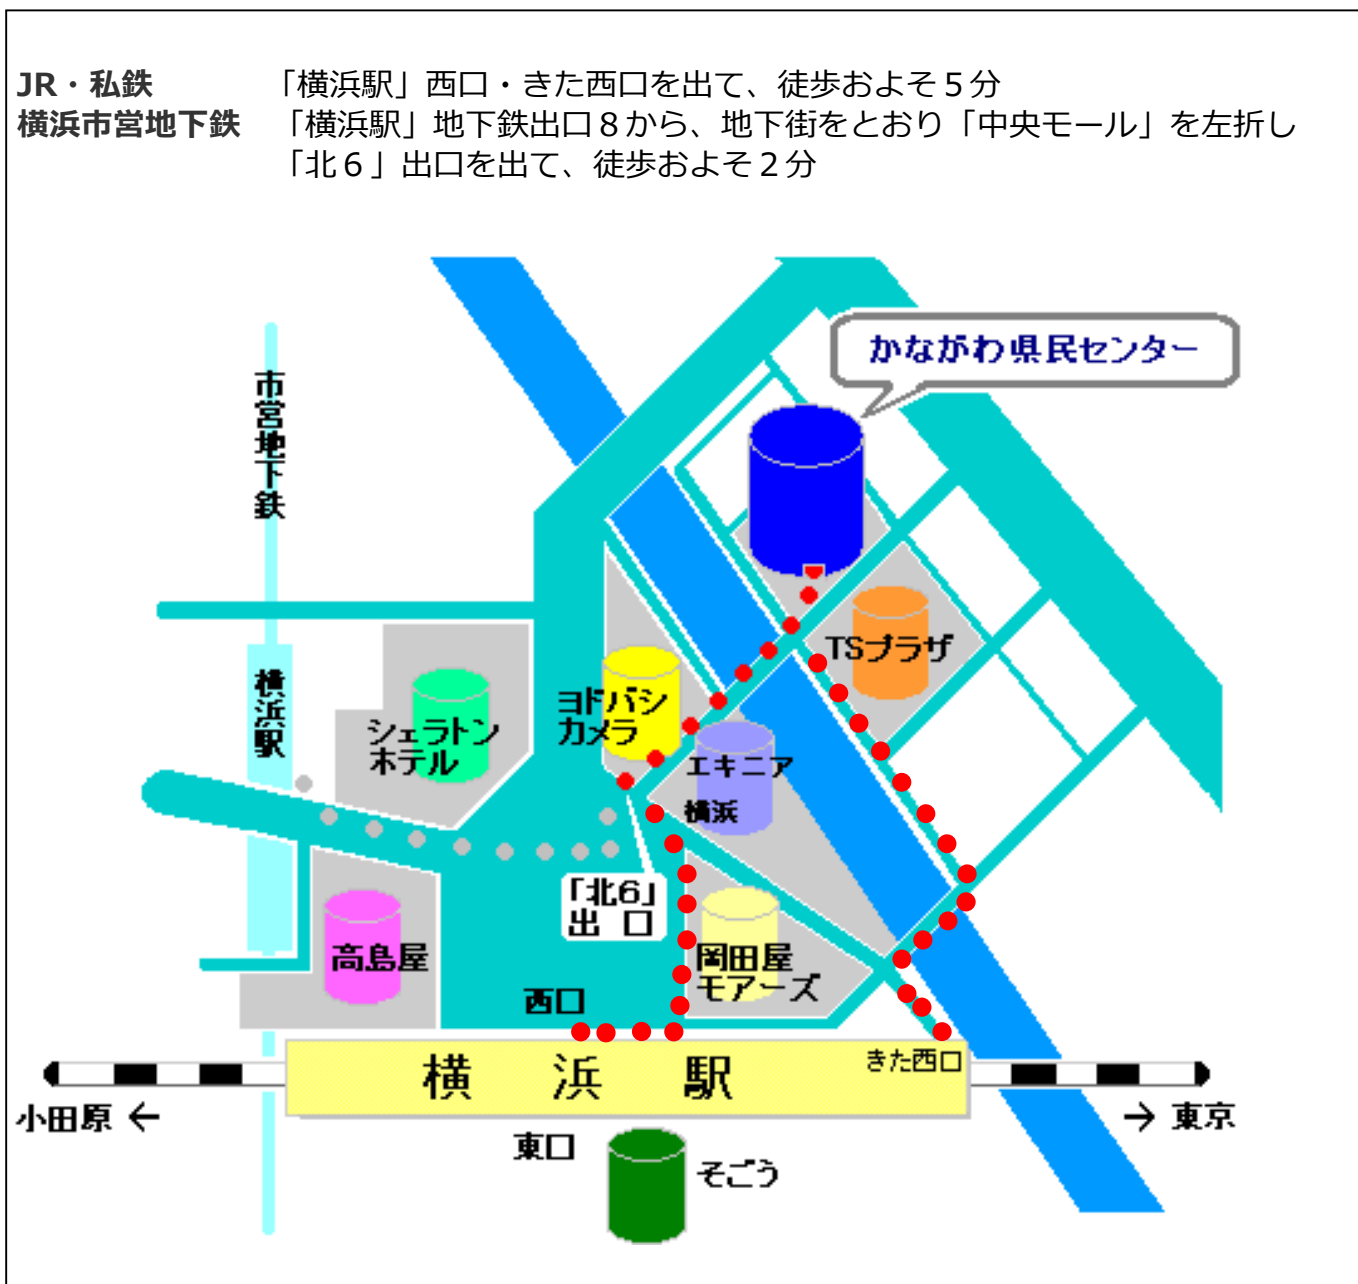 JR・私鉄　「横浜駅」西口・きた西口を出て、徒歩およそ５分
横浜市営地下鉄　「横浜駅」地下鉄出口８から、地下街をとおり「中央モール」を左折し
「北６」出口を出て、徒歩およそ２分
かながわ県民センター
市営地下鉄
TSプラザ
横浜駅
ヨドバシ
カメラ
シェラトン
ホテル
エキニア
横浜
「北6」
出 口
高島屋
岡田屋
モアーズ
西口
横 浜 駅
きた西口
小田原 ←
→ 東京
東口
そごう